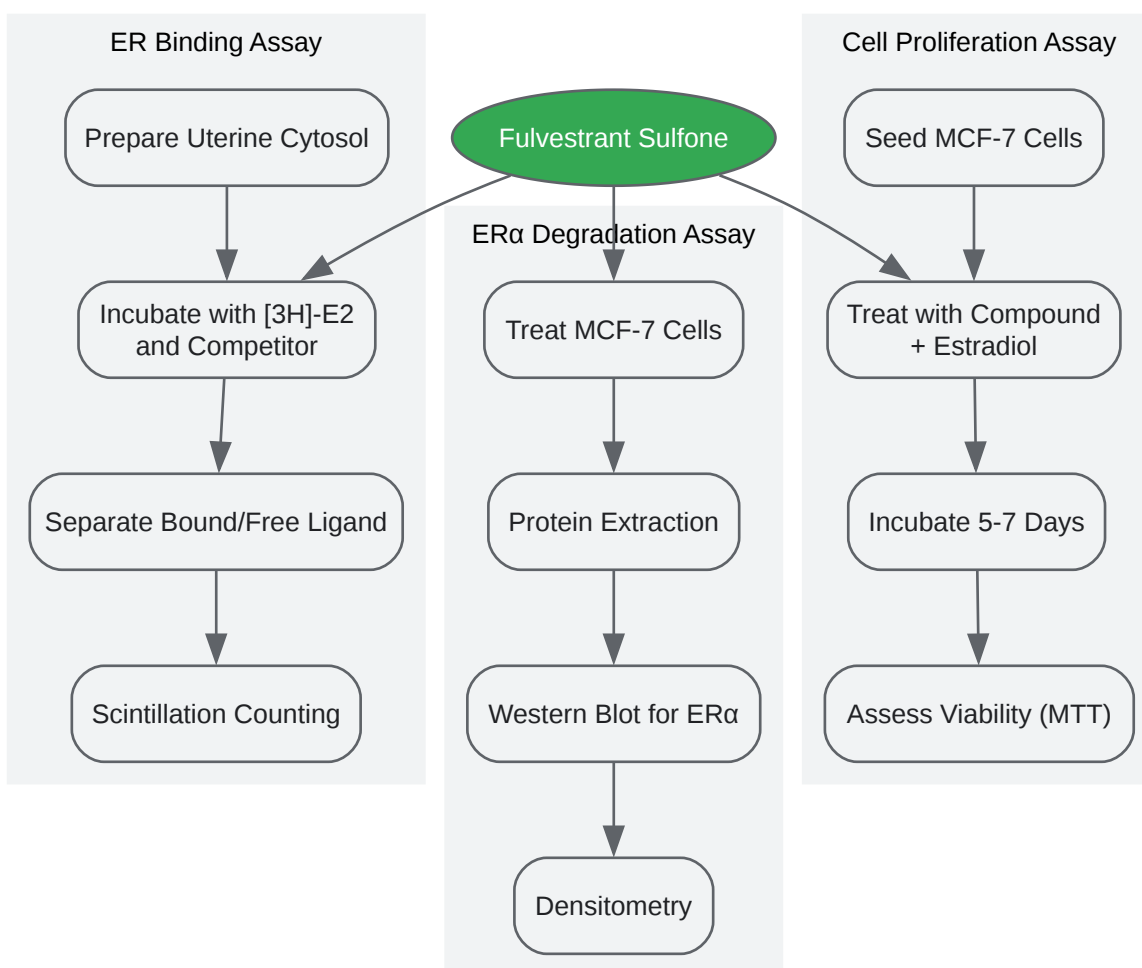 ER Binding Assay
Prepare Uterine Cytosol
Incubate with [3H]-E2
and Competitor
Separate Bound/Free Ligand
Scintillation Counting
Fulvestrant Sulfone
ERα Degradation Assay
Treat MCF-7 Cells
Protein Extraction
Western Blot for ERα
Densitometry
Cell Proliferation Assay
Seed MCF-7 Cells
Treat with Compound
+ Estradiol
Incubate 5-7 Days
Assess Viability (MTT)